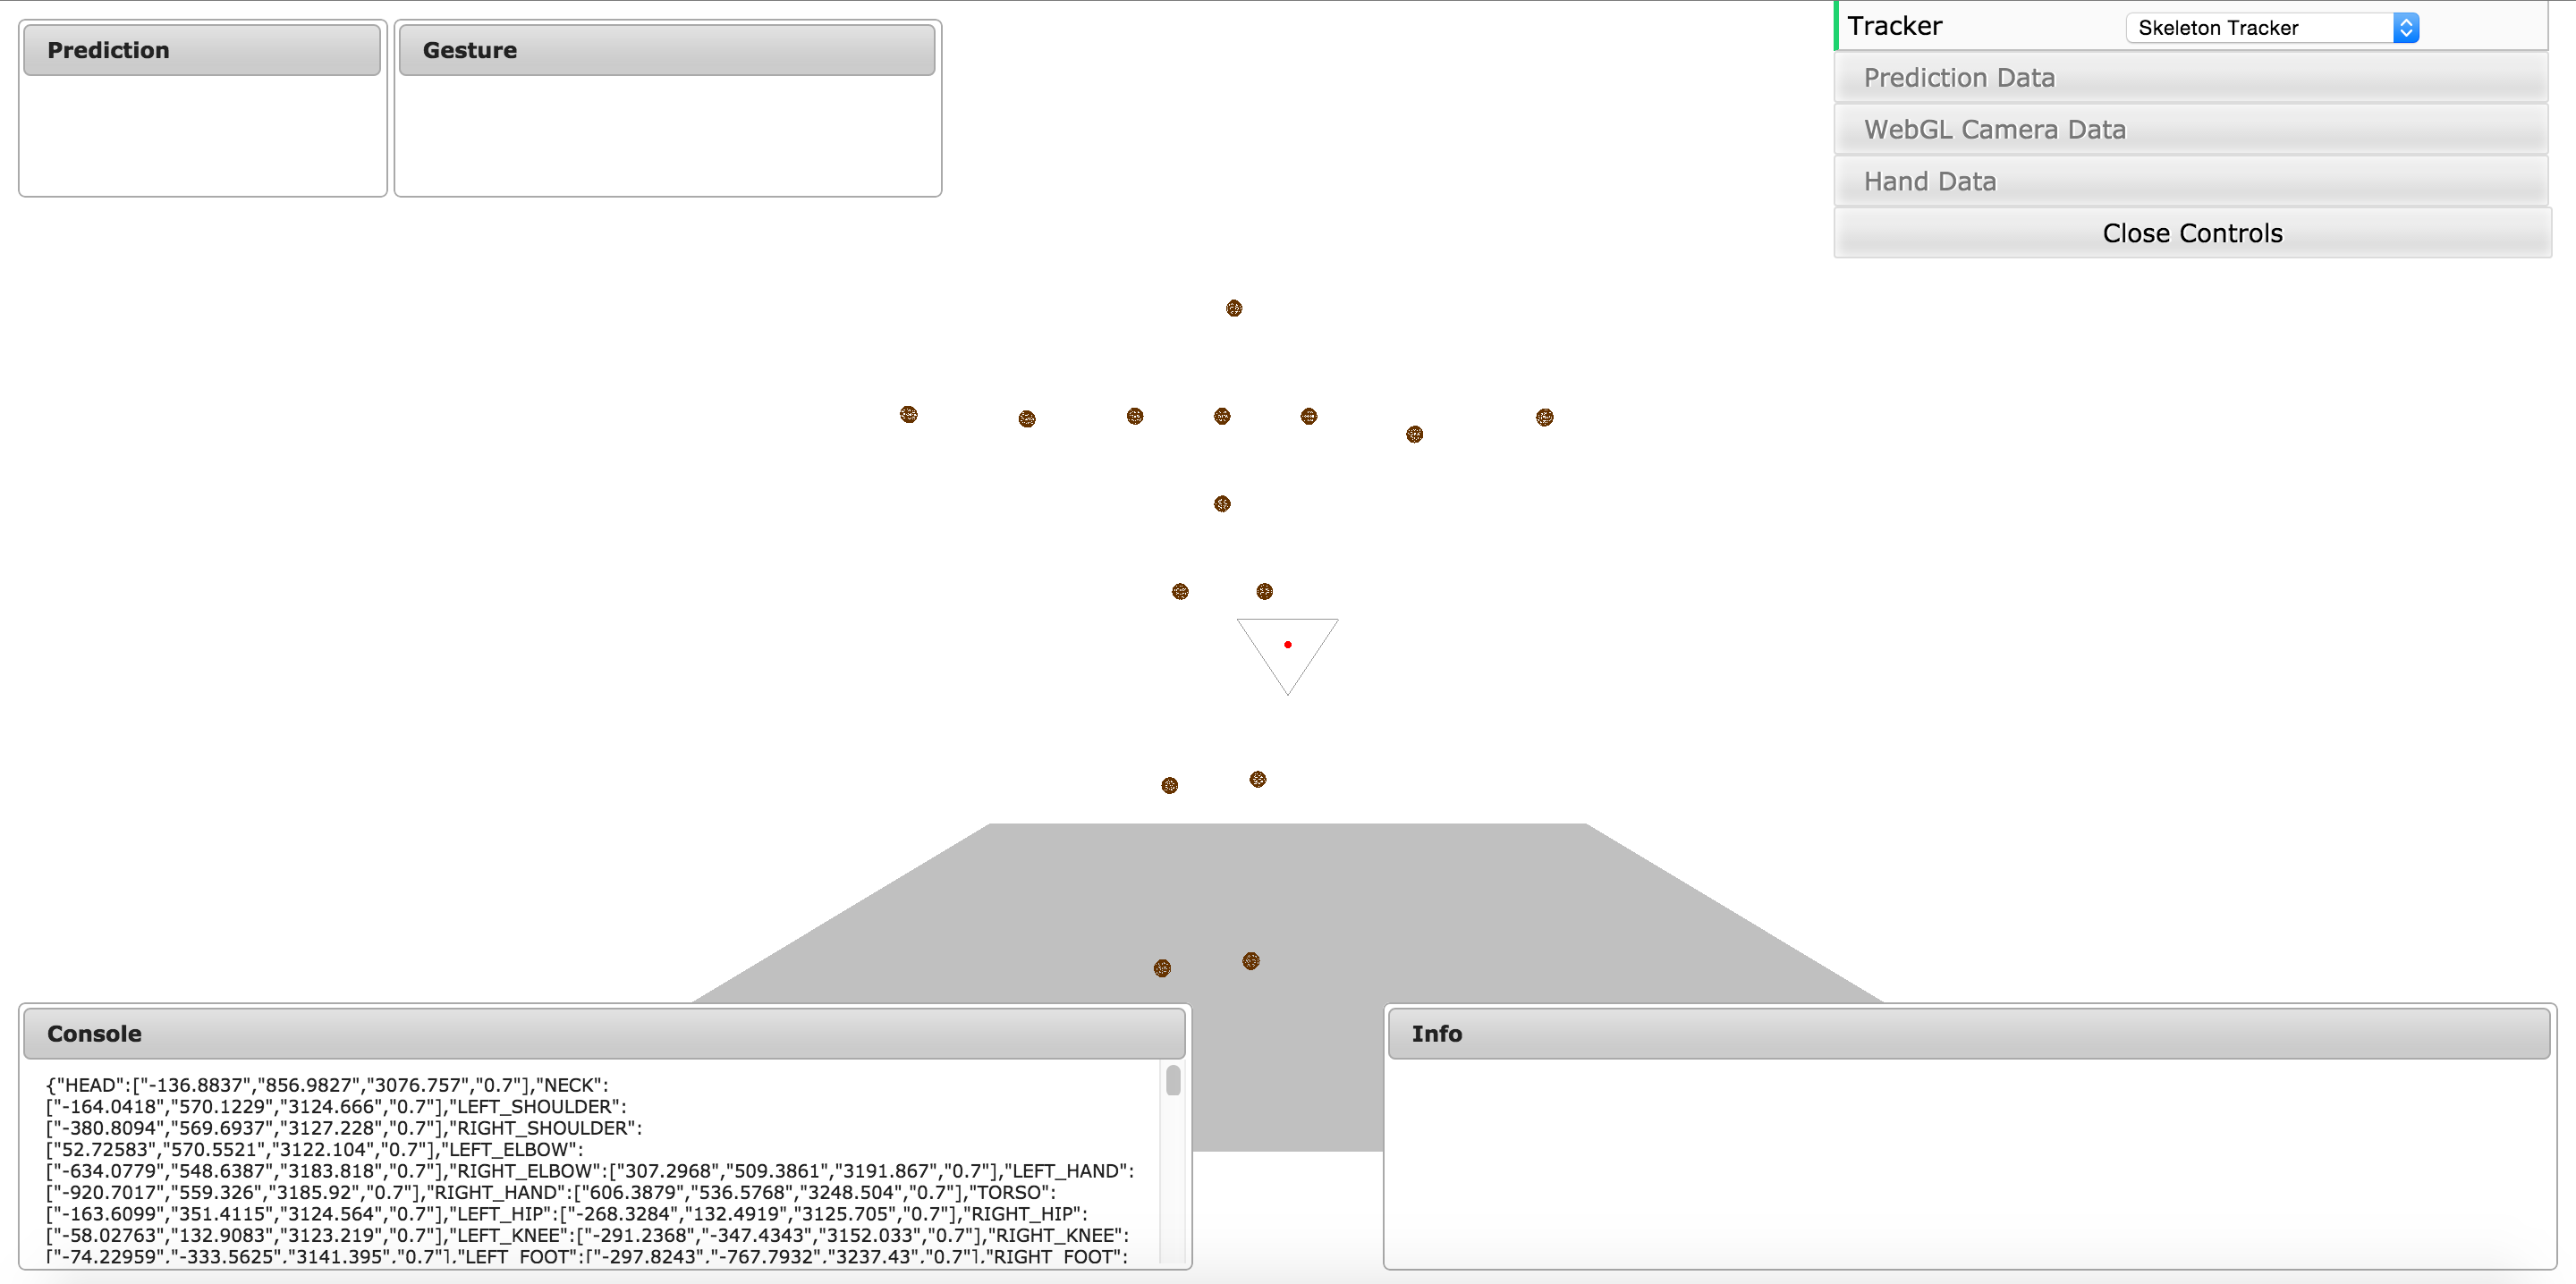 Prediction
Gesture
Tracker
Skeleton Tracker
Prediction Data
WebGL Camera Data
Hand Data
Close Controls
Console
{"HEAD":["-136.8837","856.9827","3076.757","0.7"],"NECK":
["-164.0418","570.1229","3124.666","0.7"],"LEFT_SHOULDER":
["-380.8094","569.6937","3127.228","0.7"],"RIGHT_SHOULDER":
["52.72583","570.5521","3122.104","0.7"],"LEFT_ELBOW":
["-634.0779","548.6387","3183.818","0.7"],"RIGHT_ELBOW":["307.2968","509.3861","3191.867","0.7"],"LEFT_HAND":
["-920.7017","559.326","3185.92","0.7"],"RIGHT_HAND":["606.3879","536.5768","3248.504","0.7"],"TORSO":
["-163.6099","351.4115","3124.564","0.7"],"LEFT_HIP":["-268.3284","132.4919","3125.705","0.7"],"RIGHT_HIP":
["-58.02763","132.9083","3123.219","0.7"],"LEFT_KNEE":["-291.2368","-347.4343","3152.033","0.7"],"RIGHT_KNEE":
["-74.22959","-333.5625","3141.395","0.7"],"LEFT_FOOT":["-297.8243","-767.7932","3237.43","0.7"],"RIGHT_FOOT":
Info